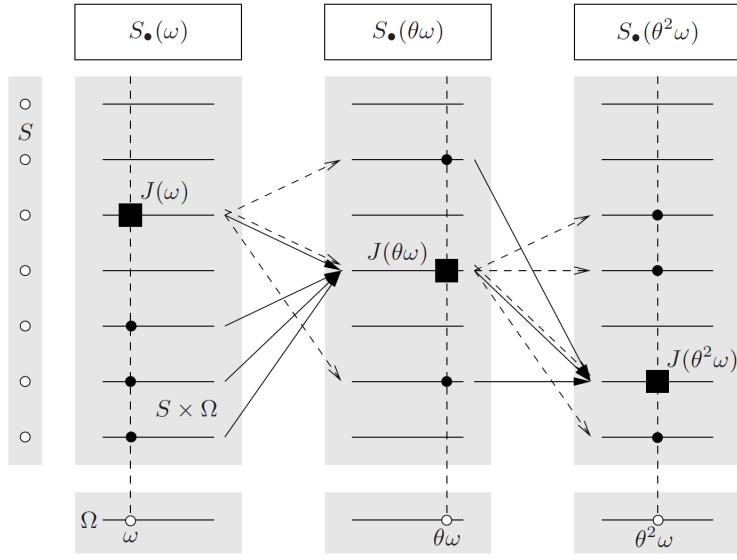 S•(ω) S•(θω) S•(θ²ω)
S
J(ω)
J(θω)
J(θ²ω)
S × Ω
Ω
ω θω θ²ω